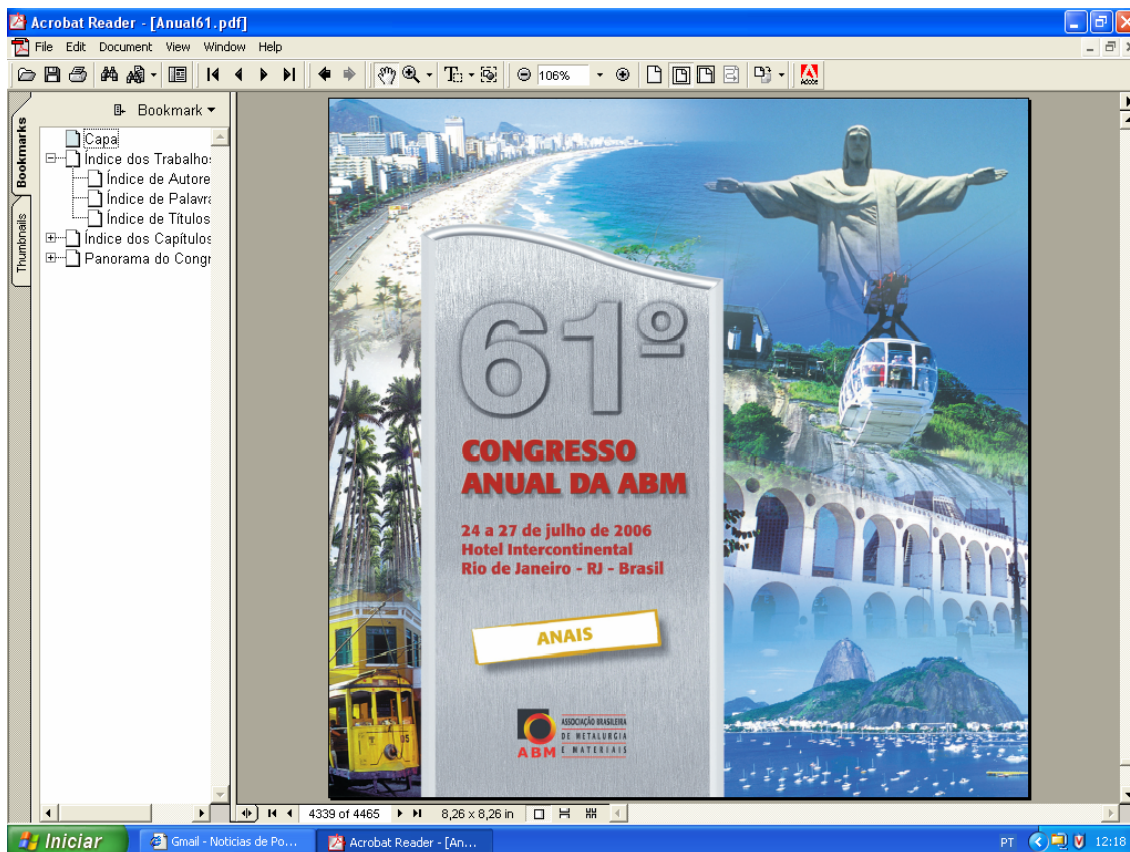 Acrobat Reader - [Anual61.pdf]
File Edit Document View Window Help
106%
Adobe
Bookmarks
Thumbnails
Bookmark
Capa
Índice dos Trabalho
Índice de Autore
Índice de Palavra
Índice de Títulos
Índice dos Capítulos
Panorama do Congr
61º
CONGRESSO
ANUAL DA ABM
24 a 27 de julho de 2006
Hotel Intercontinental
Rio de Janeiro - RJ - Brasil
ANAIS
ABM
ASSOCIAÇÃO BRASILEIRA
DE METALURGIA
E MATERIAIS
05
4339 of 4465
8,26 x 8,26 in
Iniciar
Gmail - Noticias de Po...
Acrobat Reader - [An...
PT
12:18